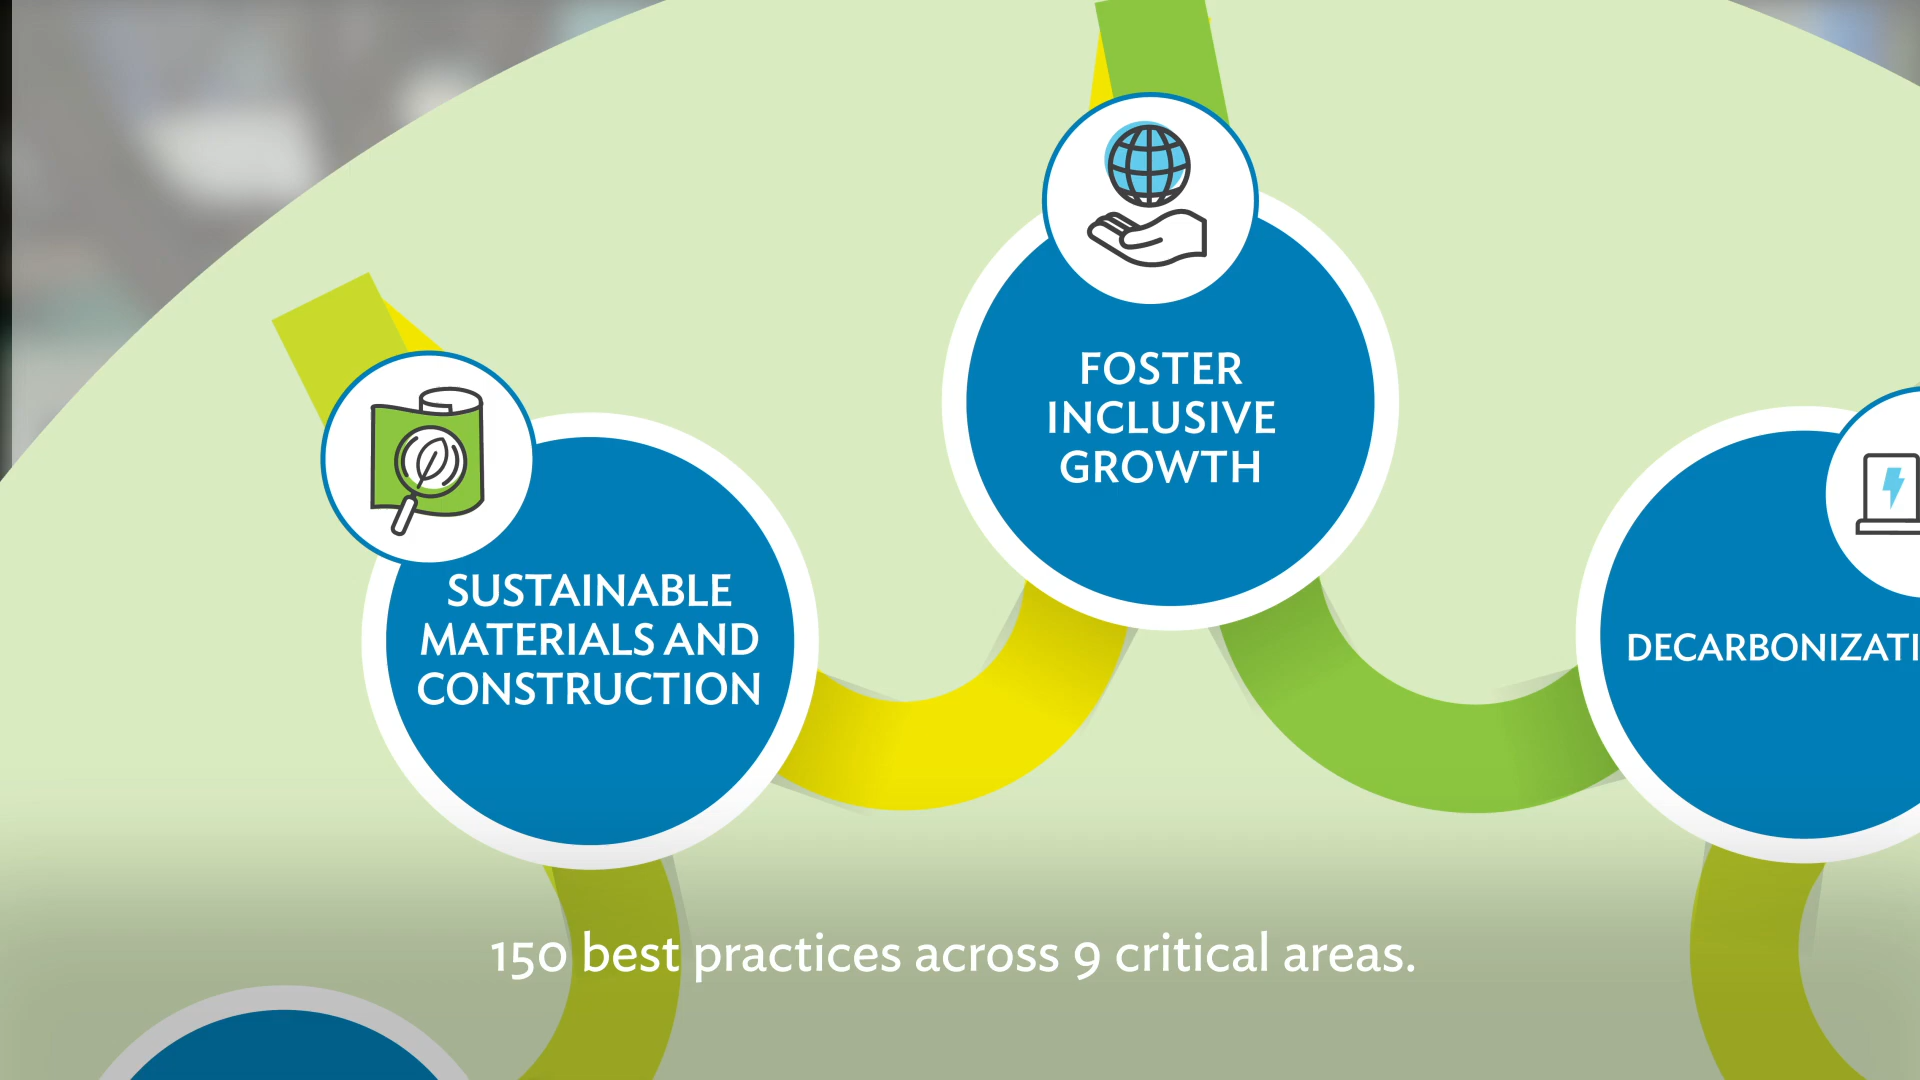 FOSTER
INCLUSIVE
GROWTH
SUSTAINABLE
MATERIALS AND
CONSTRUCTION
DECARBONIZATI
150 best practices across 9 critical areas.